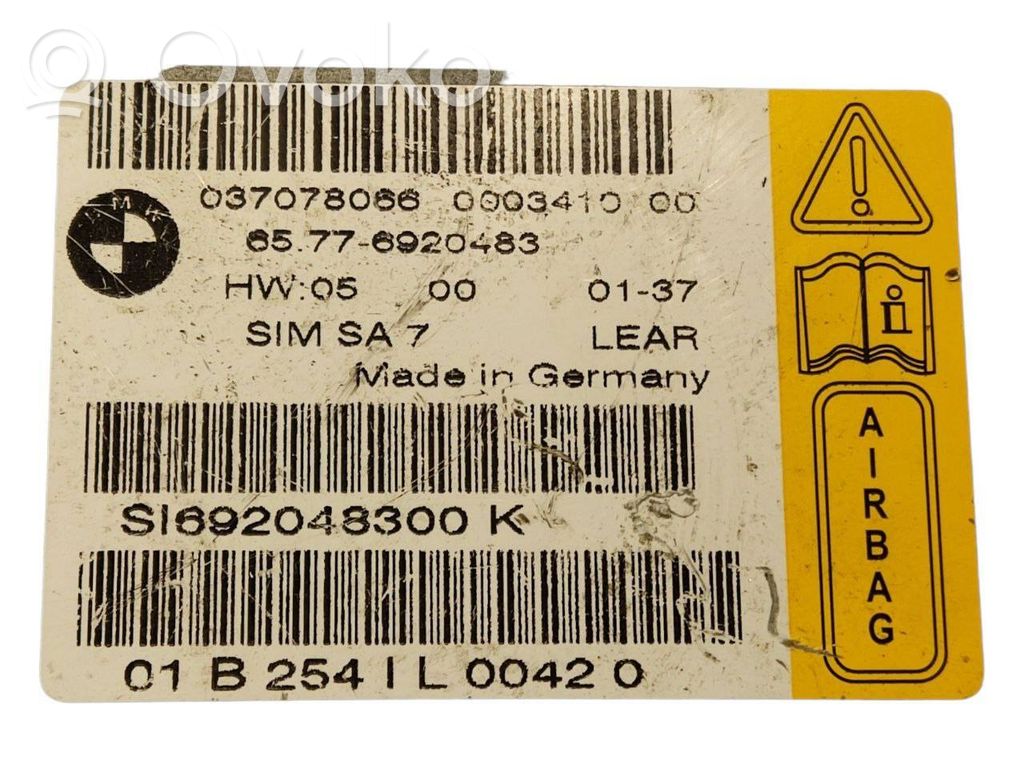 Ovoko
037078066 0003410 00
65.77-6920483
HW:05 00 01-37
SIM SA 7 LEAR
Made in Germany
SI692048300 K
01 B 254 I L 0042 0
AIRBAG